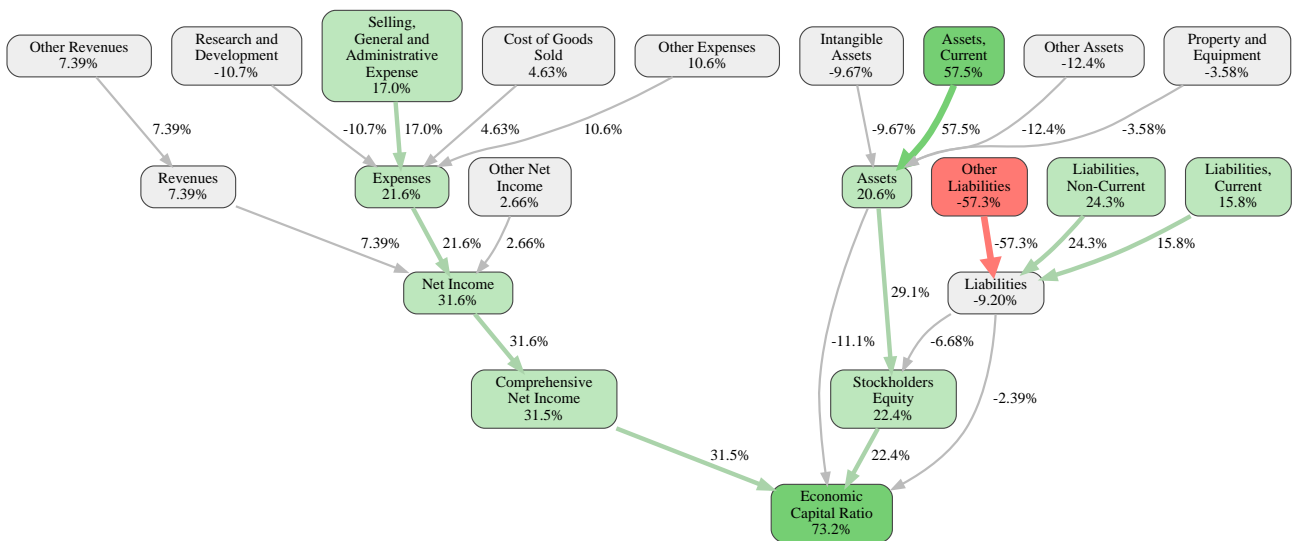 Other Revenues
7.39%
Research and
Development
-10.7%
Selling,
General and
Administrative
Expense
17.0%
Cost of Goods
Sold
4.63%
Other Expenses
10.6%
Intangible
Assets
-9.67%
Assets,
Current
57.5%
Other Assets
-12.4%
Property and
Equipment
-3.58%
7.39%
-10.7%
17.0%
4.63%
10.6%
-9.67%
57.5%
-12.4%
-3.58%
Revenues
7.39%
Expenses
21.6%
Other Net
Income
2.66%
Assets
20.6%
Other
Liabilities
-57.3%
Liabilities,
Non-Current
24.3%
Liabilities,
Current
15.8%
7.39%
21.6%
2.66%
-57.3%
24.3%
15.8%
Net Income
31.6%
29.1%
Liabilities
-9.20%
31.6%
-11.1%
-6.68%
Comprehensive
Net Income
31.5%
Stockholders
Equity
22.4%
-2.39%
31.5%
22.4%
Economic
Capital Ratio
73.2%